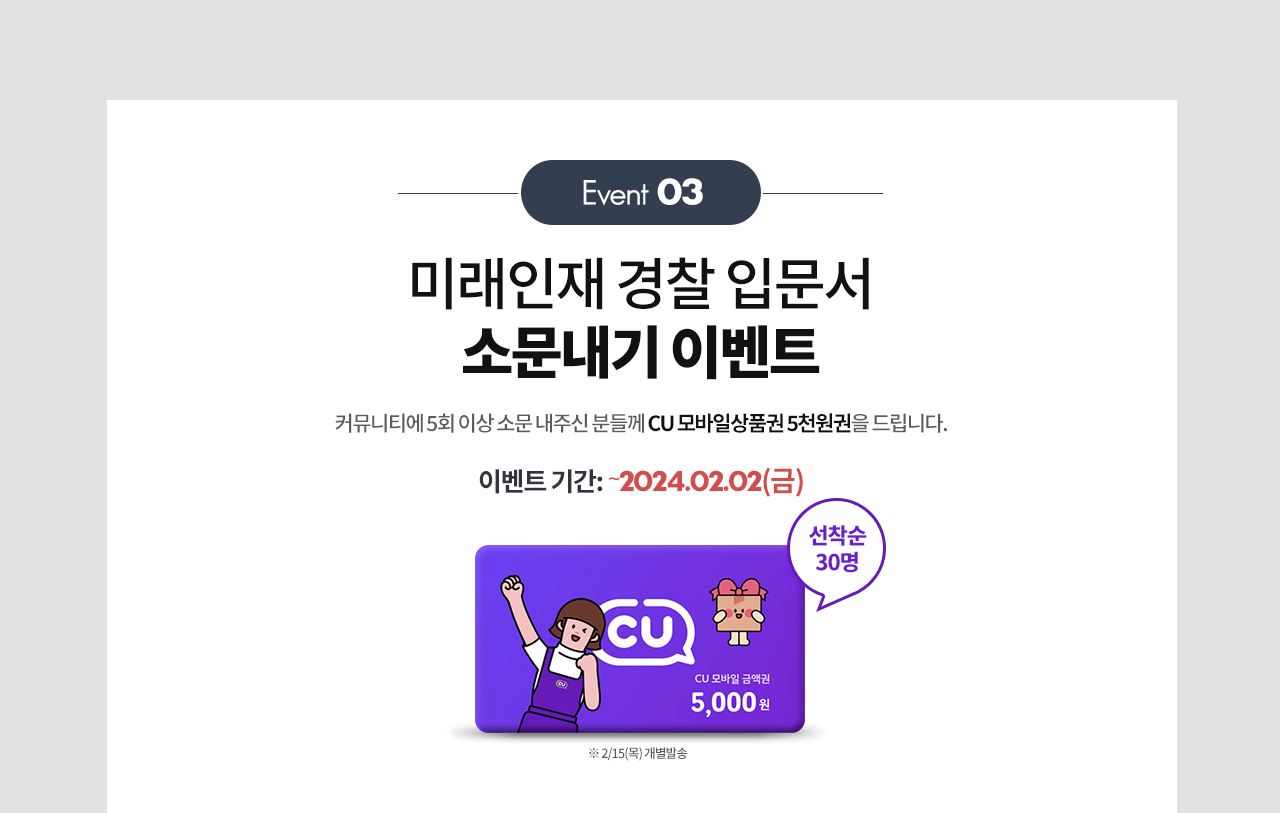 Event 03
미래인재 경찰 입문서
소문내기 이벤트
커뮤니티에 5회 이상 소문 내주신 분들께 CU 모바일상품권 5천원권을 드립니다.
이벤트 기간: ~2024.02.02(금)
선착순
30명
CU
CU
CU 모바일 금액권
5,000 원
※ 2/15(목) 개별발송